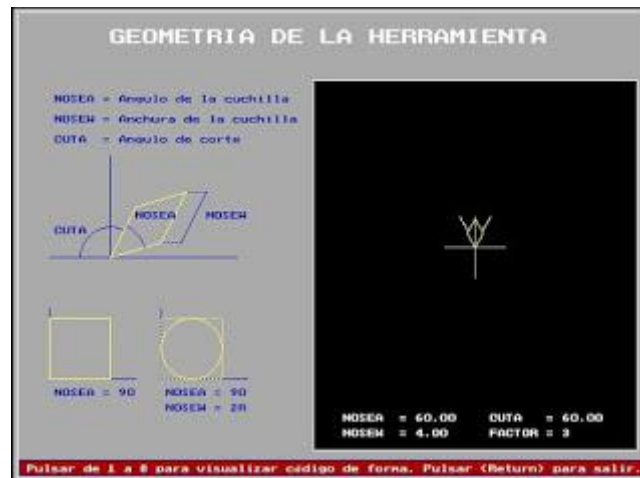 GEOMETRIA DE LA HERRAMIENTA
NOSEA = Angulo de la cuchilla
NOSEW = Anchura de la cuchilla
CUTA = Angulo de corte
NOSEA
NOSEW
CUTA
NOSEA = 90
NOSEA = 90
NOSEW = 2R
NOSEA = 60.00 CUTA = 60.00
NOSEW = 4.00 FACTOR = 3
Pulsar de 1 a 8 para visualizar código de forma. Pulsar (Return) para salir.